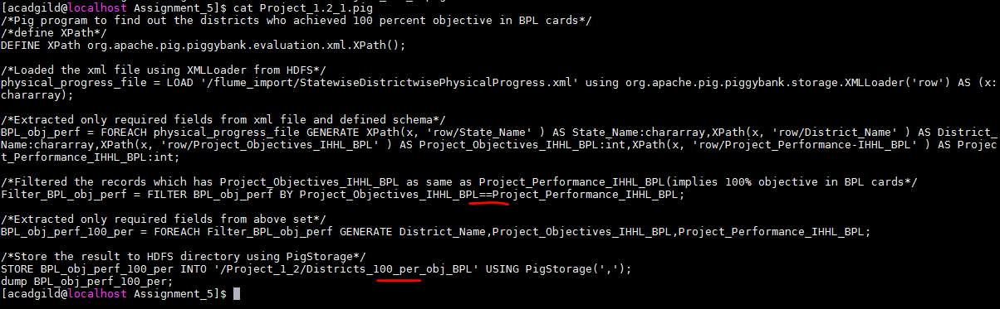 [acadgild@localhost Assignment_5]$ cat Project_1.2_1.pig
/*Pig program to find out the districts who achieved 100 percent objective in BPL cards*/
/*define XPath*/
DEFINE XPath org.apache.pig.piggybank.evaluation.xml.XPath();
/*Loaded the xml file using XMLLoader from HDFS*/
physical_progress_file = LOAD '/flume_import/StatewiseDistrictwisePhysicalProgress.xml' using org.apache.pig.piggybank.storage.XMLLoader('row') AS (x:
chararray);
/*Extracted only required fields from xml file and defined schema*/
BPL_obj_perf = FOREACH physical_progress_file GENERATE XPath(x, 'row/State_Name' ) AS State_Name:chararray,XPath(x, 'row/District_Name' ) AS District_
Name:chararray,XPath(x, 'row/Project_Objectives_IHHL_BPL' ) AS Project_Objectives_IHHL_BPL:int,XPath(x, 'row/Project_Performance-IHHL_BPL' ) AS Projec
t_Performance_IHHL_BPL:int;
/*Filtered the records which has Project_Objectives_IHHL_BPL as same as Project_Performance_IHHL_BPL(implies 100% objective in BPL cards*/
Filter_BPL_obj_perf = FILTER BPL_obj_perf BY Project_Objectives_IHHL_BPL==Project_Performance_IHHL_BPL;
/*Extracted only required fields from above set*/
BPL_obj_perf_100_per = FOREACH Filter_BPL_obj_perf GENERATE District_Name,Project_Objectives_IHHL_BPL,Project_Performance_IHHL_BPL;
/*Store the result to HDFS directory using PigStorage*/
STORE BPL_obj_perf_100_per INTO '/Project_1_2/Districts_100_per_obj_BPL' USING PigStorage(',');
dump BPL_obj_perf_100_per;
[acadgild@localhost Assignment_5]$